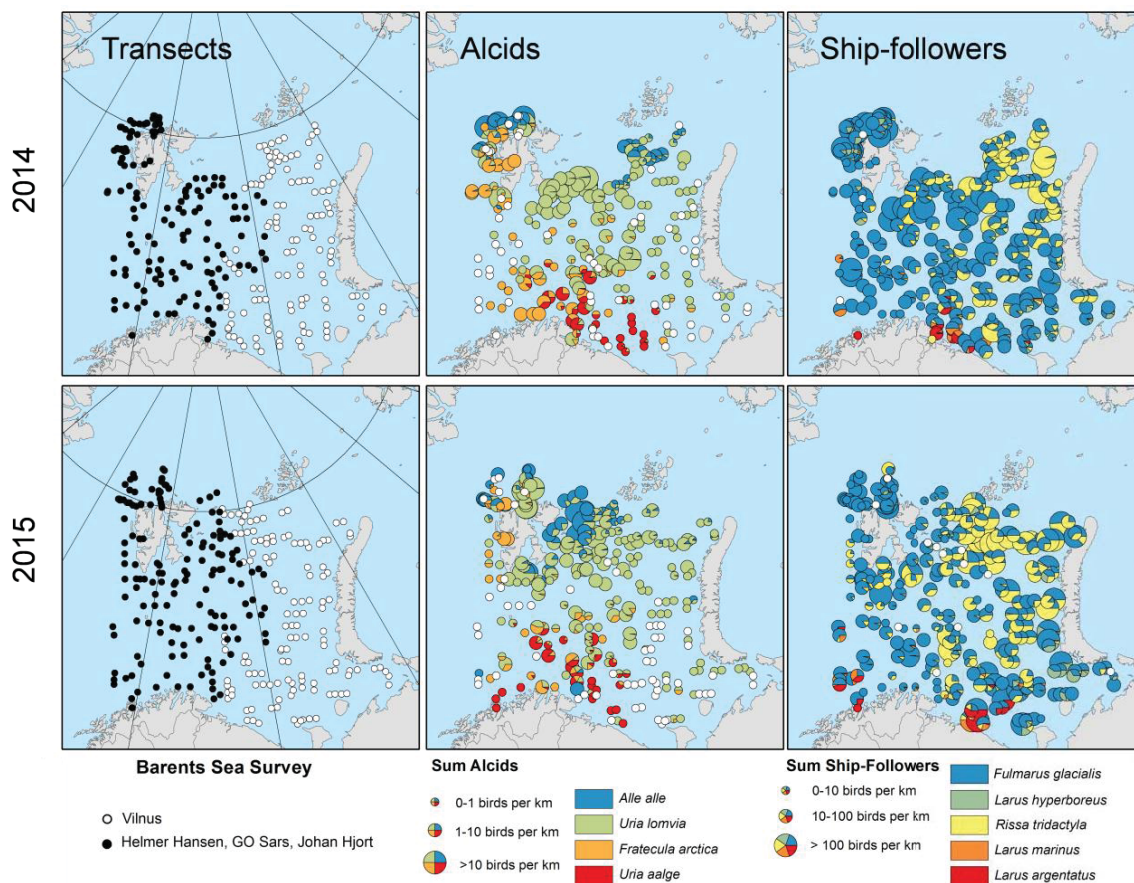 Transects
Alcids
Ship-followers
2014
2015
Barents Sea Survey
Vilnus
Helmer Hansen, GO Sars, Johan Hjort
Sum Alcids
0-1 birds per km
1-10 birds per km
>10 birds per km
Alle alle
Uria lomvia
Fratecula arctica
Uria aalge
Sum Ship-Followers
0-10 birds per km
10-100 birds per km
> 100 birds per km
Fulmarus glacialis
Larus hyperboreus
Rissa tridactyla
Larus marinus
Larus argentatus